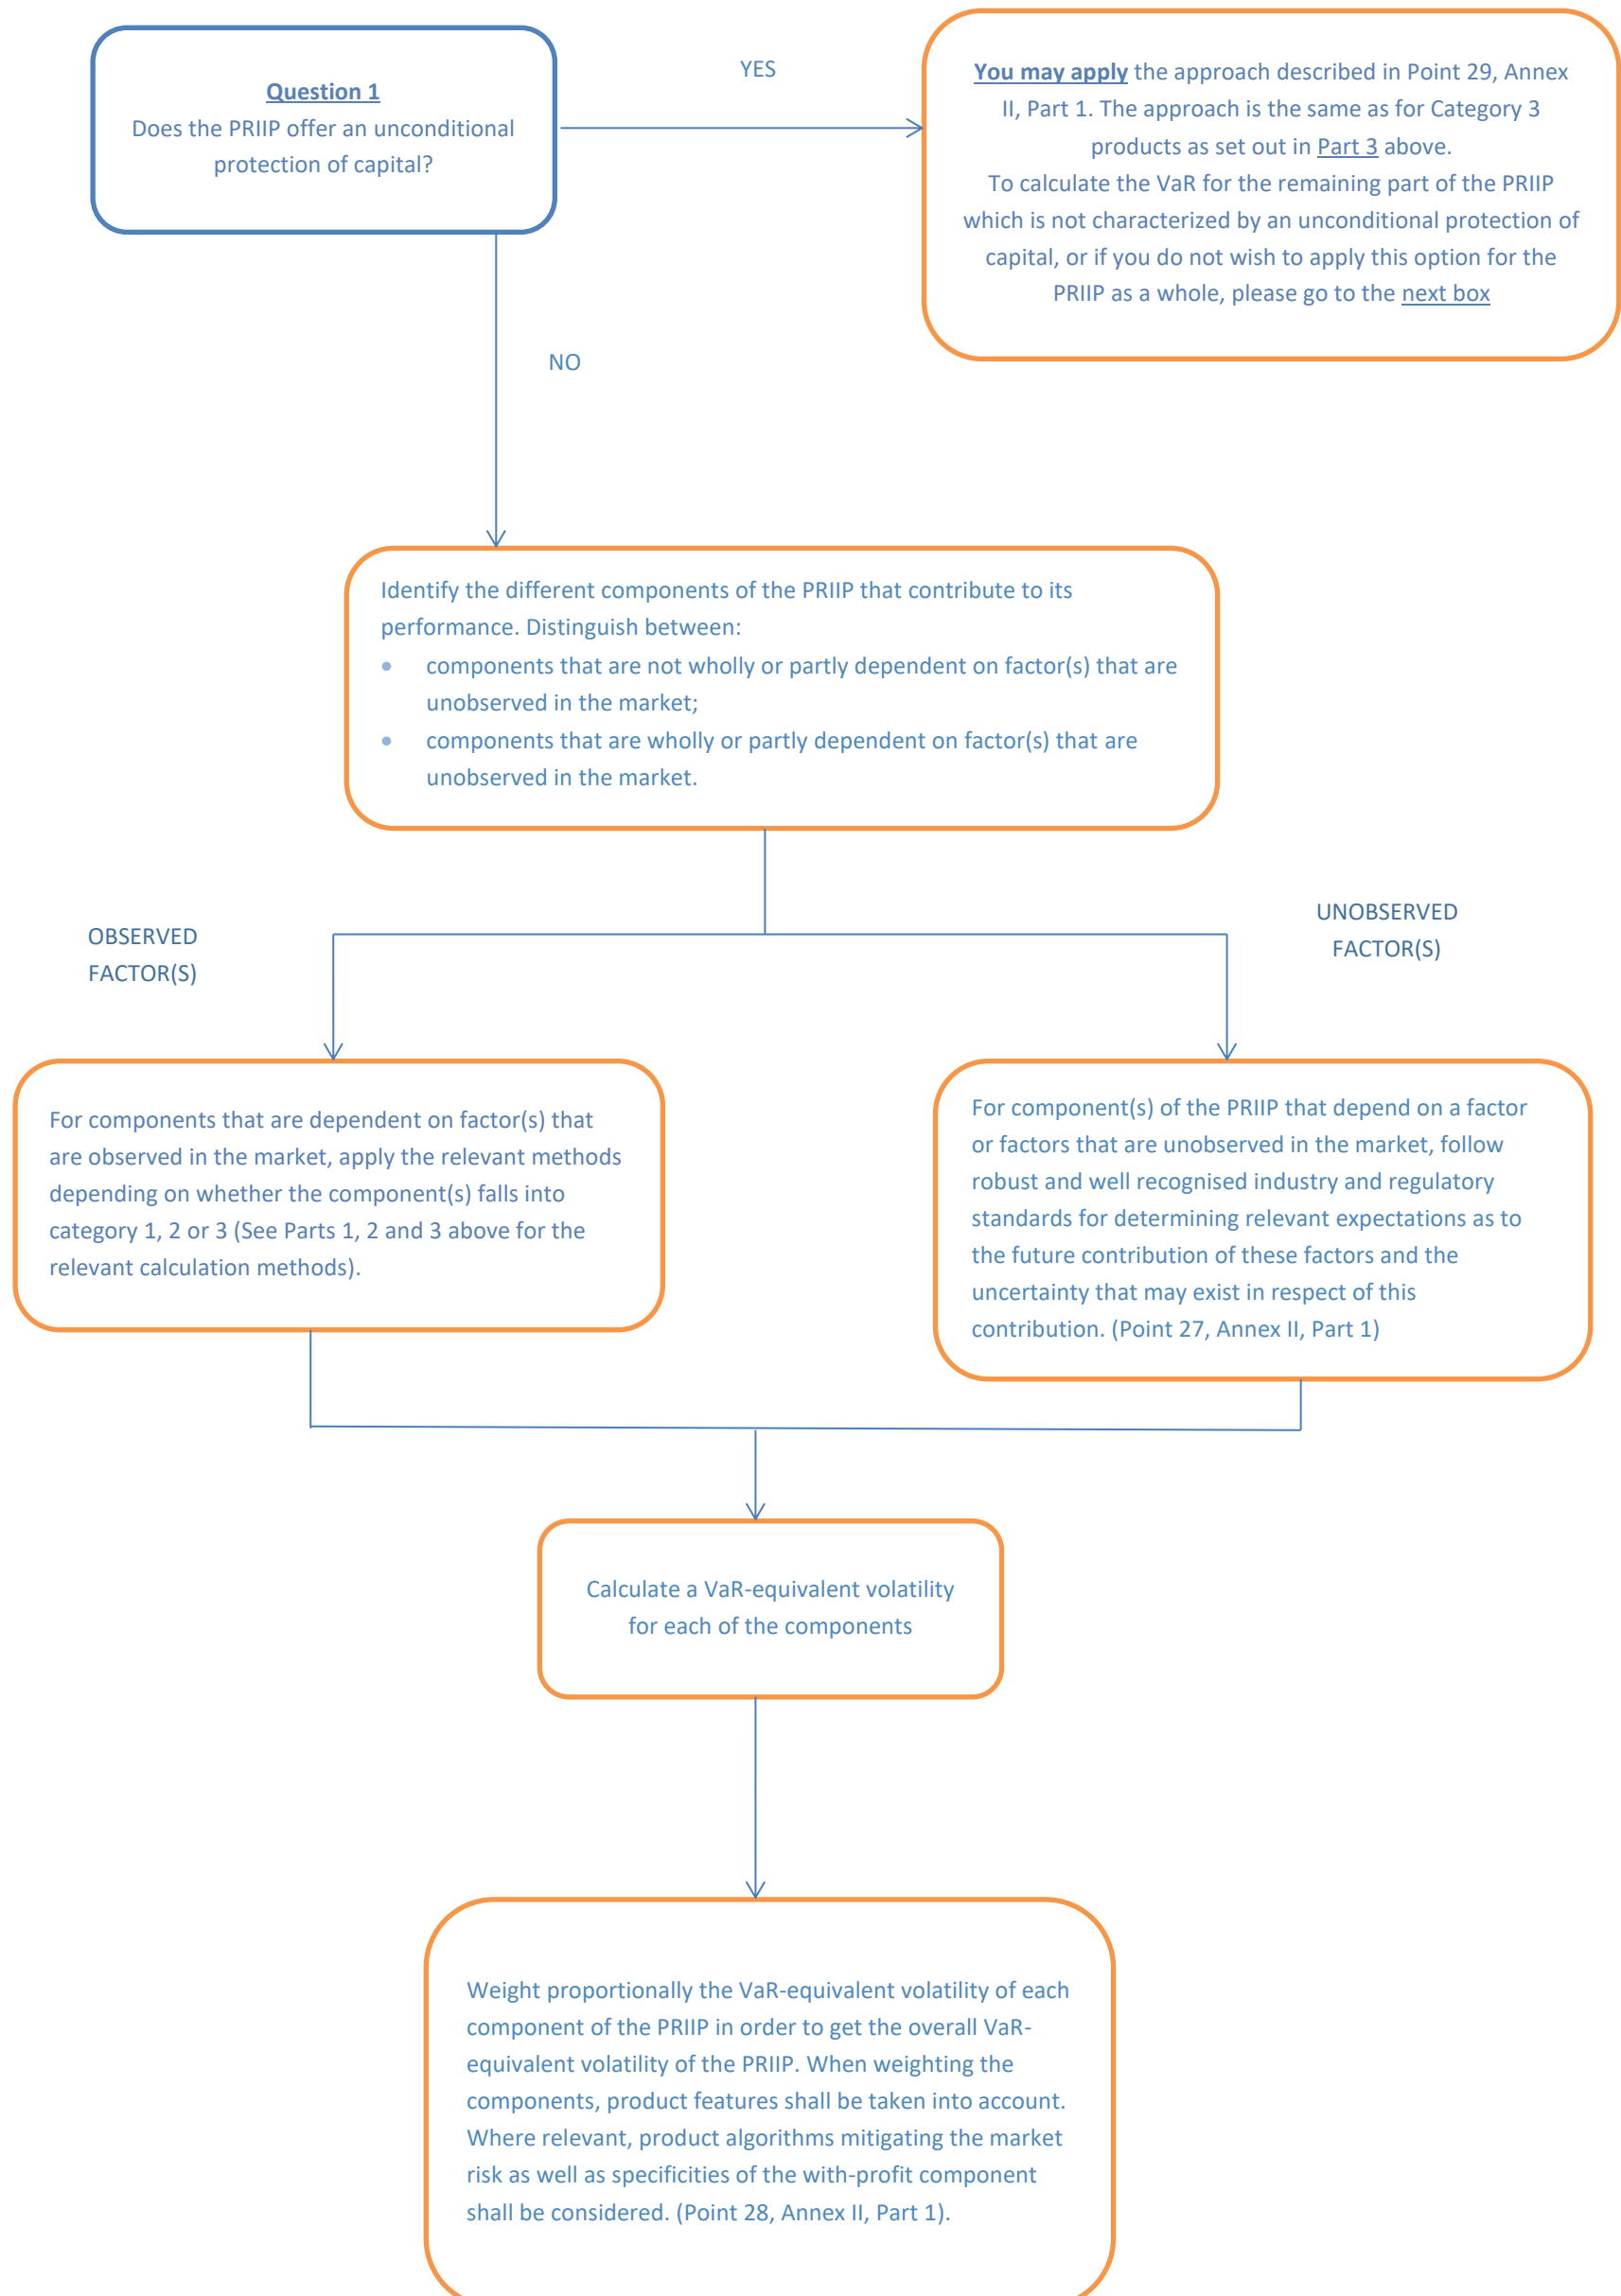 Question 1
Does the PRIIP offer an unconditional
protection of capital?
YES
You may apply the approach described in Point 29, Annex
II, Part 1. The approach is the same as for Category 3
products as set out in Part 3 above.
To calculate the VaR for the remaining part of the PRIIP
which is not characterized by an unconditional protection of
capital, or if you do not wish to apply this option for the
PRIIP as a whole, please go to the next box
NO
Identify the different components of the PRIIP that contribute to its
performance. Distinguish between:
• components that are not wholly or partly dependent on factor(s) that are
unobserved in the market;
• components that are wholly or partly dependent on factor(s) that are
unobserved in the market.
OBSERVED
FACTOR(S)
UNOBSERVED
FACTOR(S)
For components that are dependent on factor(s) that
are observed in the market, apply the relevant methods
depending on whether the component(s) falls into
category 1, 2 or 3 (See Parts 1, 2 and 3 above for the
relevant calculation methods).
For component(s) of the PRIIP that depend on a factor
or factors that are unobserved in the market, follow
robust and well recognised industry and regulatory
standards for determining relevant expectations as to
the future contribution of these factors and the
uncertainty that may exist in respect of this
contribution. (Point 27, Annex II, Part 1)
Calculate a VaR-equivalent volatility
for each of the components
Weight proportionally the VaR-equivalent volatility of each
component of the PRIIP in order to get the overall VaR-
equivalent volatility of the PRIIP. When weighting the
components, product features shall be taken into account.
Where relevant, product algorithms mitigating the market
risk as well as specificities of the with-profit component
shall be considered. (Point 28, Annex II, Part 1).